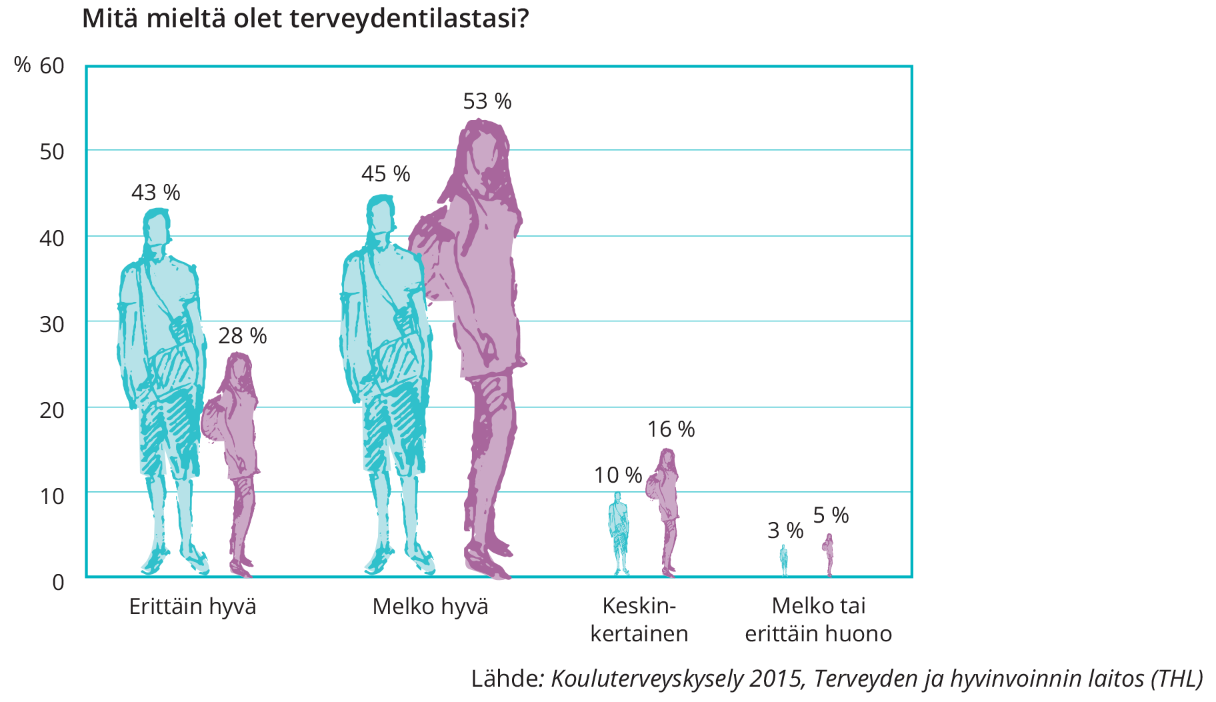 Mitä mieltä olet terveydentilastasi?
% 60
53 %
50
45 %
43 %
40
30
28 %
20
16 %
10 %
10
5 %
3 %
0
Erittäin hyvä
Melko hyvä
Keskin-
kertainen
Melko tai
erittäin huono
Lähde: Kouluterveyskysely 2015, Terveyden ja hyvinvoinnin laitos (THL)